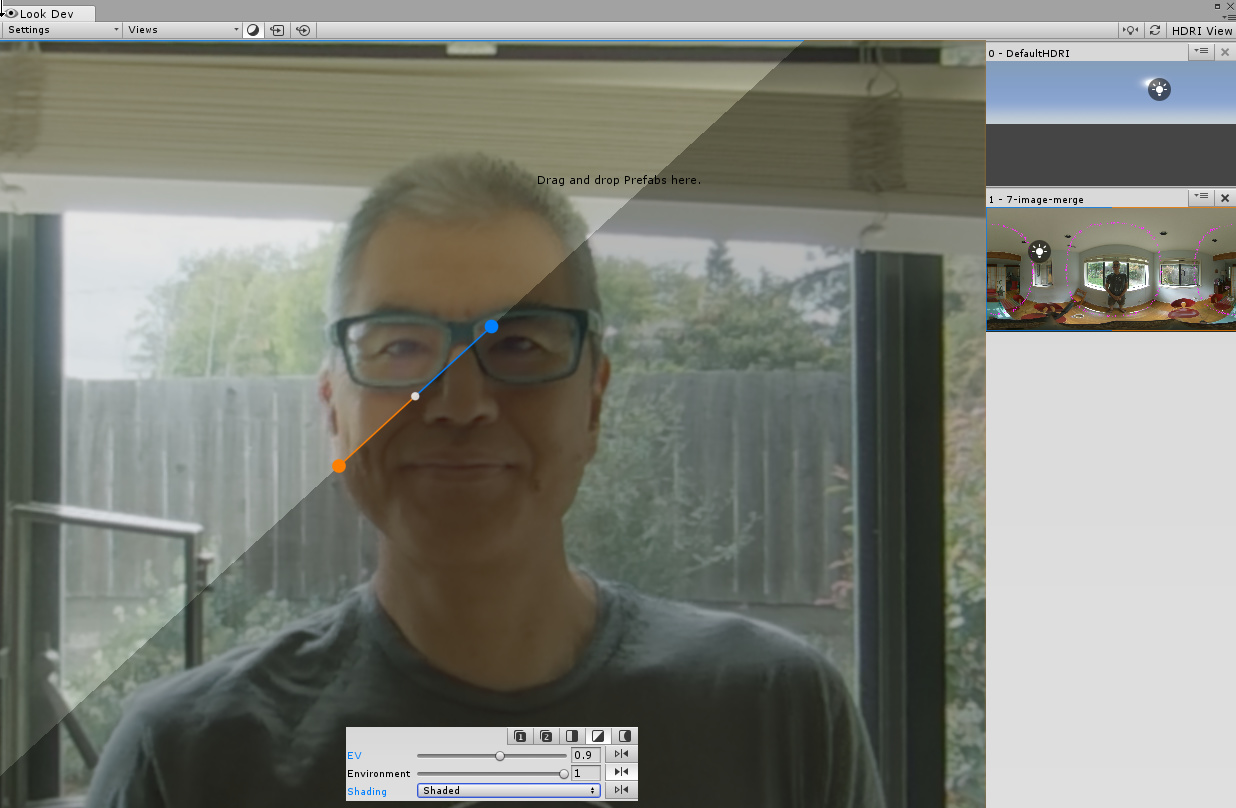 Look Dev
Settings Views HDRI View
0 - DefaultHDRI
Drag and drop Prefabs here.
1 - 7-image-merge
1 2
EV 0.9
Environment 1
Shading Shaded